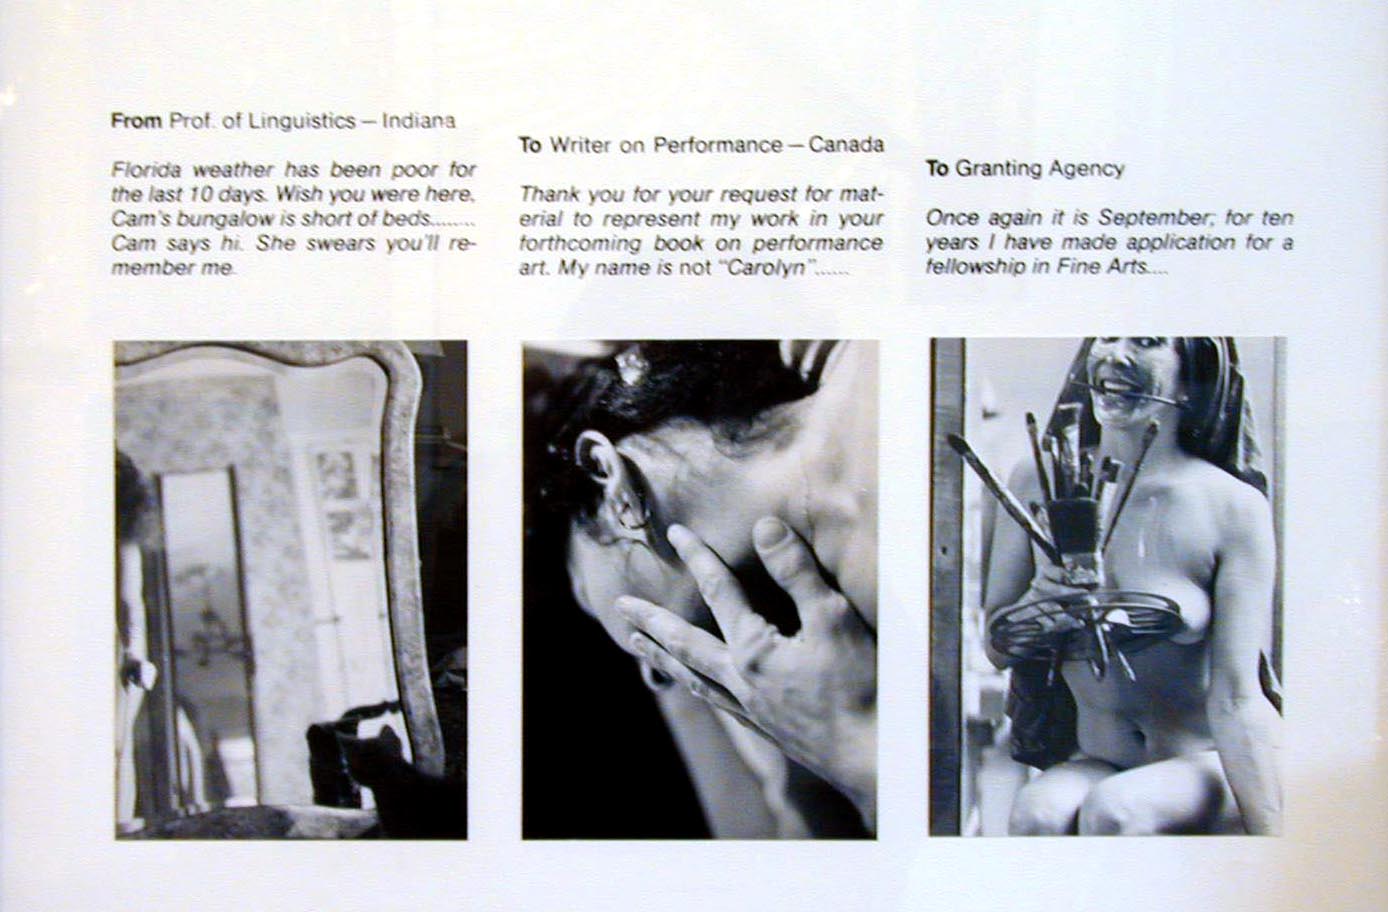 From Prof. of Linguistics – Indiana
Florida weather has been poor for
the last 10 days. Wish you were here.
Cam's bungalow is short of beds........
Cam says hi. She swears you'll re-
member me.
To Writer on Performance – Canada
Thank you for your request for mat-
erial to represent my work in your
forthcoming book on performance
art. My name is not "Carolyn"......
To Granting Agency
Once again it is September; for ten
years I have made application for a
fellowship in Fine Arts....